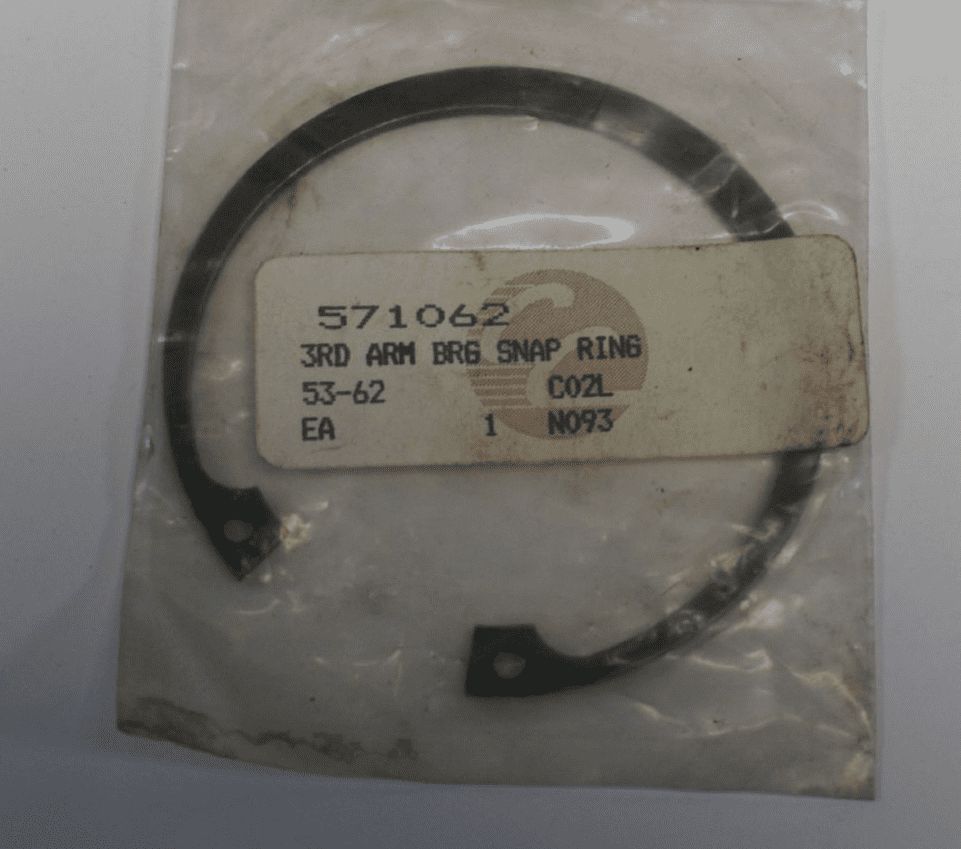 571062
3RD ARM BRG SNAP RING
53-62 C02L
EA 1 N093